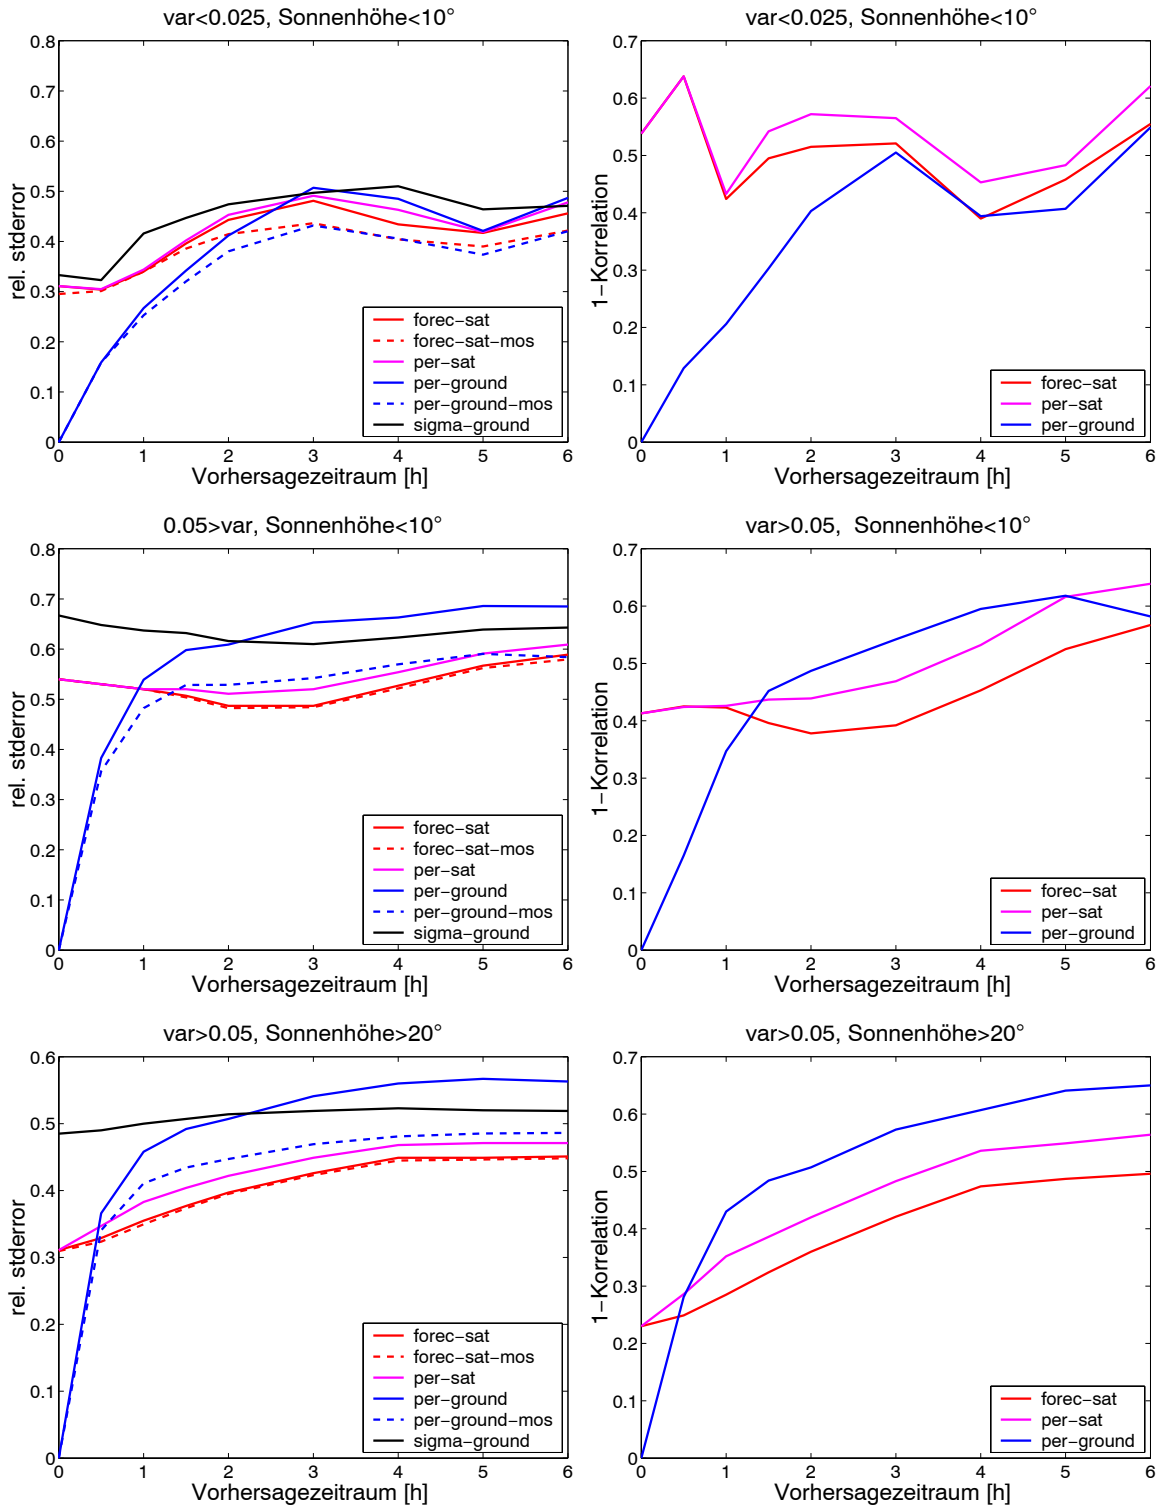 var<0.025, Sonnenhöhe<10°
0.8
0.7
0.6
0.5
0.4
0.3
0.2
0.1
0
rel. stderror
0 1 2 3 4 5 6
Vorhersagezeitraum [h]
forec−sat
forec−sat−mos
per−sat
per−ground
per−ground−mos
sigma−ground
var<0.025, Sonnenhöhe<10°
0.7
0.6
0.5
0.4
0.3
0.2
0.1
0
1−Korrelation
0 1 2 3 4 5 6
Vorhersagezeitraum [h]
forec−sat
per−sat
per−ground
0.05>var, Sonnenhöhe<10°
0.8
0.7
0.6
0.5
0.4
0.3
0.2
0.1
0
rel. stderror
0 1 2 3 4 5 6
Vorhersagezeitraum [h]
forec−sat
forec−sat−mos
per−sat
per−ground
per−ground−mos
sigma−ground
var>0.05, Sonnenhöhe<10°
0.7
0.6
0.5
0.4
0.3
0.2
0.1
0
1−Korrelation
0 1 2 3 4 5 6
Vorhersagezeitraum [h]
forec−sat
per−sat
per−ground
var>0.05, Sonnenhöhe>20°
0.6
0.5
0.4
0.3
0.2
0.1
0
rel. stderror
0 1 2 3 4 5 6
Vorhersagezeitraum [h]
forec−sat
forec−sat−mos
per−sat
per−ground
per−ground−mos
sigma−ground
var>0.05, Sonnenhöhe>20°
0.7
0.6
0.5
0.4
0.3
0.2
0.1
0
1−Korrelation
0 1 2 3 4 5 6
Vorhersagezeitraum [h]
forec−sat
per−sat
per−ground